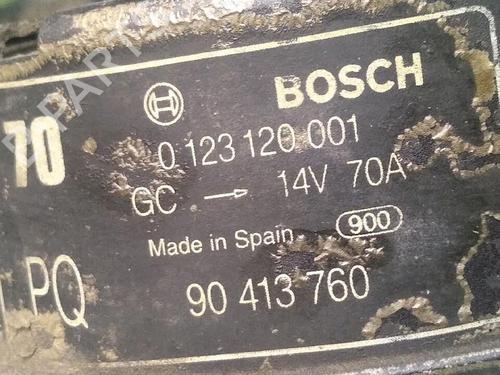 BOSCH
70
0 123 120 001
GC → 14V 70A
Made in Spain 900
PQ
90 413 760